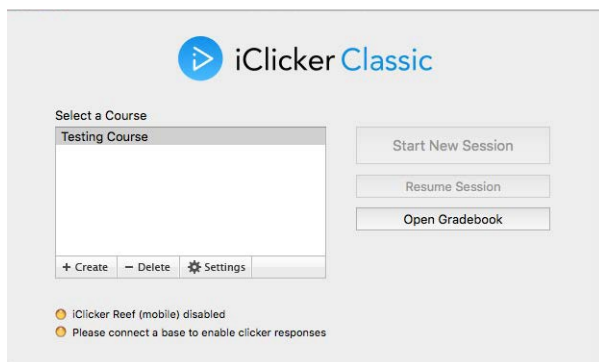 iClicker Classic
Select a Course
Testing Course
Start New Session
Resume Session
Open Gradebook
+ Create − Delete Settings
iClicker Reef (mobile) disabled
Please connect a base to enable clicker responses